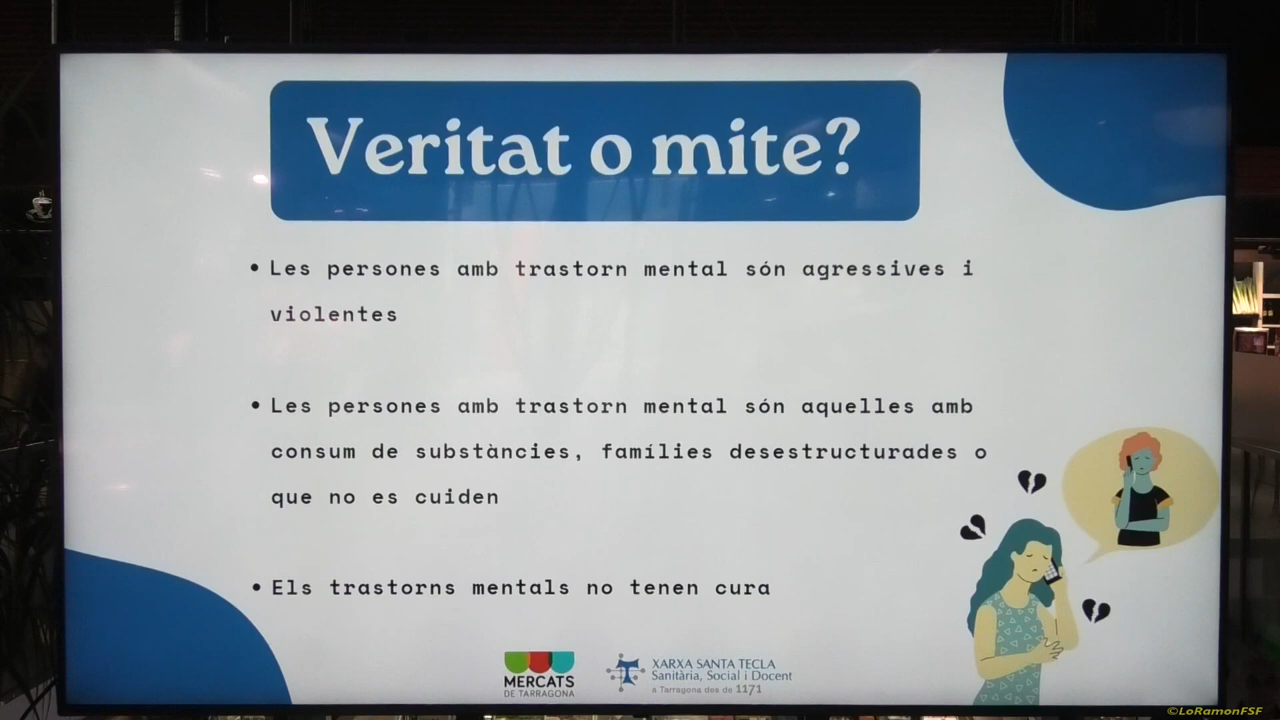 Veritat o mite?
• Les persones amb trastorn mental són agressives i
violentes
• Les persones amb trastorn mental són aquelles amb
consum de substàncies, famílies desestructurades o
que no es cuiden
• Els trastorns mentals no tenen cura
MERCATS
DE TARRAGONA
XARXA SANTA TECLA
Sanitària, Social i Docent
a Tarragona des de 1171
©LoRamonFSF